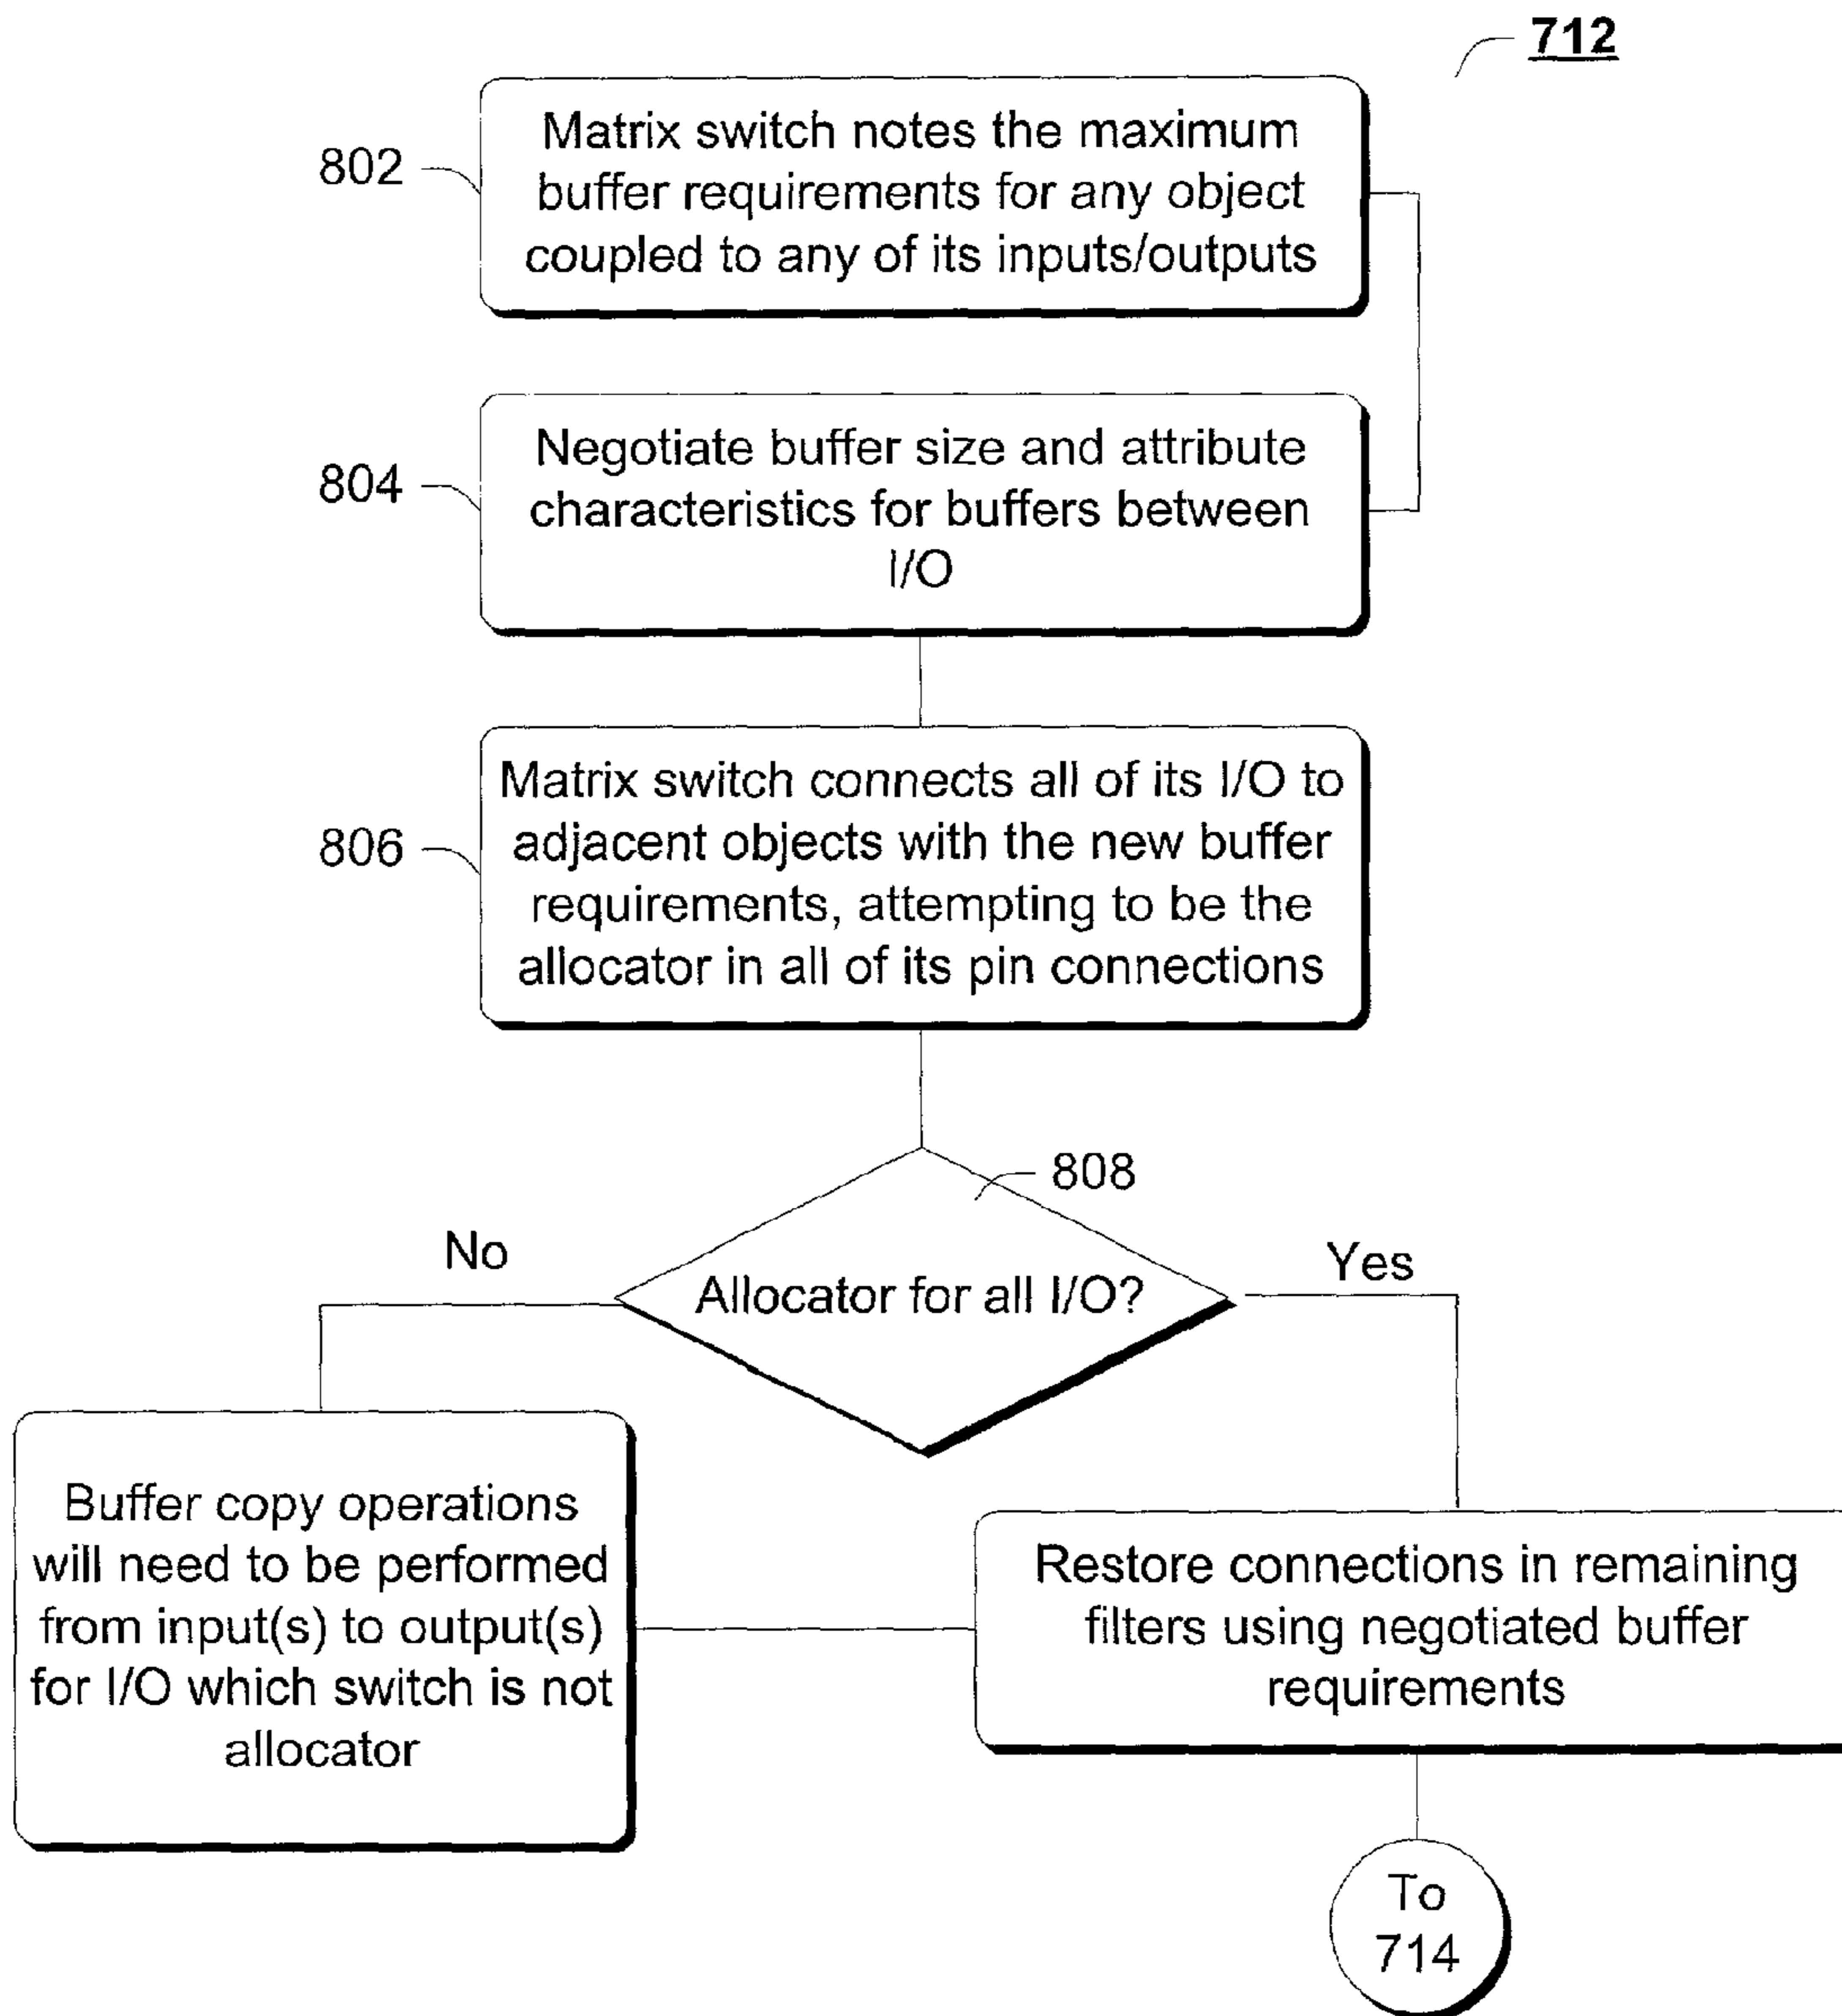 712
802
Matrix switch notes the maximum
buffer requirements for any object
coupled to any of its inputs/outputs
804
Negotiate buffer size and attribute
characteristics for buffers between
I/O
806
Matrix switch connects all of its I/O to
adjacent objects with the new buffer
requirements, attempting to be the
allocator in all of its pin connections
808
No
Allocator for all I/O?
Yes
Buffer copy operations
will need to be performed
from input(s) to output(s)
for I/O which switch is not
allocator
Restore connections in remaining
filters using negotiated buffer
requirements
To
714